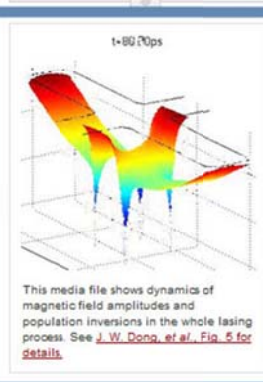 This media file shows dynamics of
magnetic field amplitudes and
population inversions in the whole lasing
process. See J. W. Dong, et al., Fig. 5 for
details.